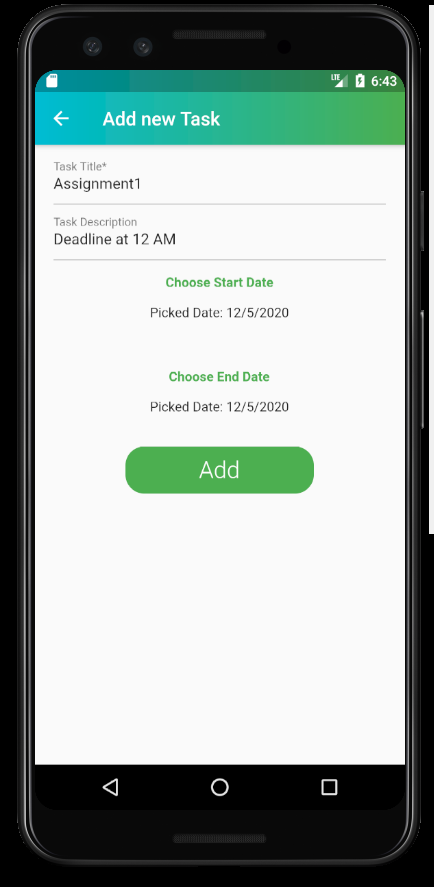 LTE 6:43
Add new Task
Task Title*
Assignment1
Task Description
Deadline at 12 AM
Choose Start Date
Picked Date: 12/5/2020
Choose End Date
Picked Date: 12/5/2020
Add